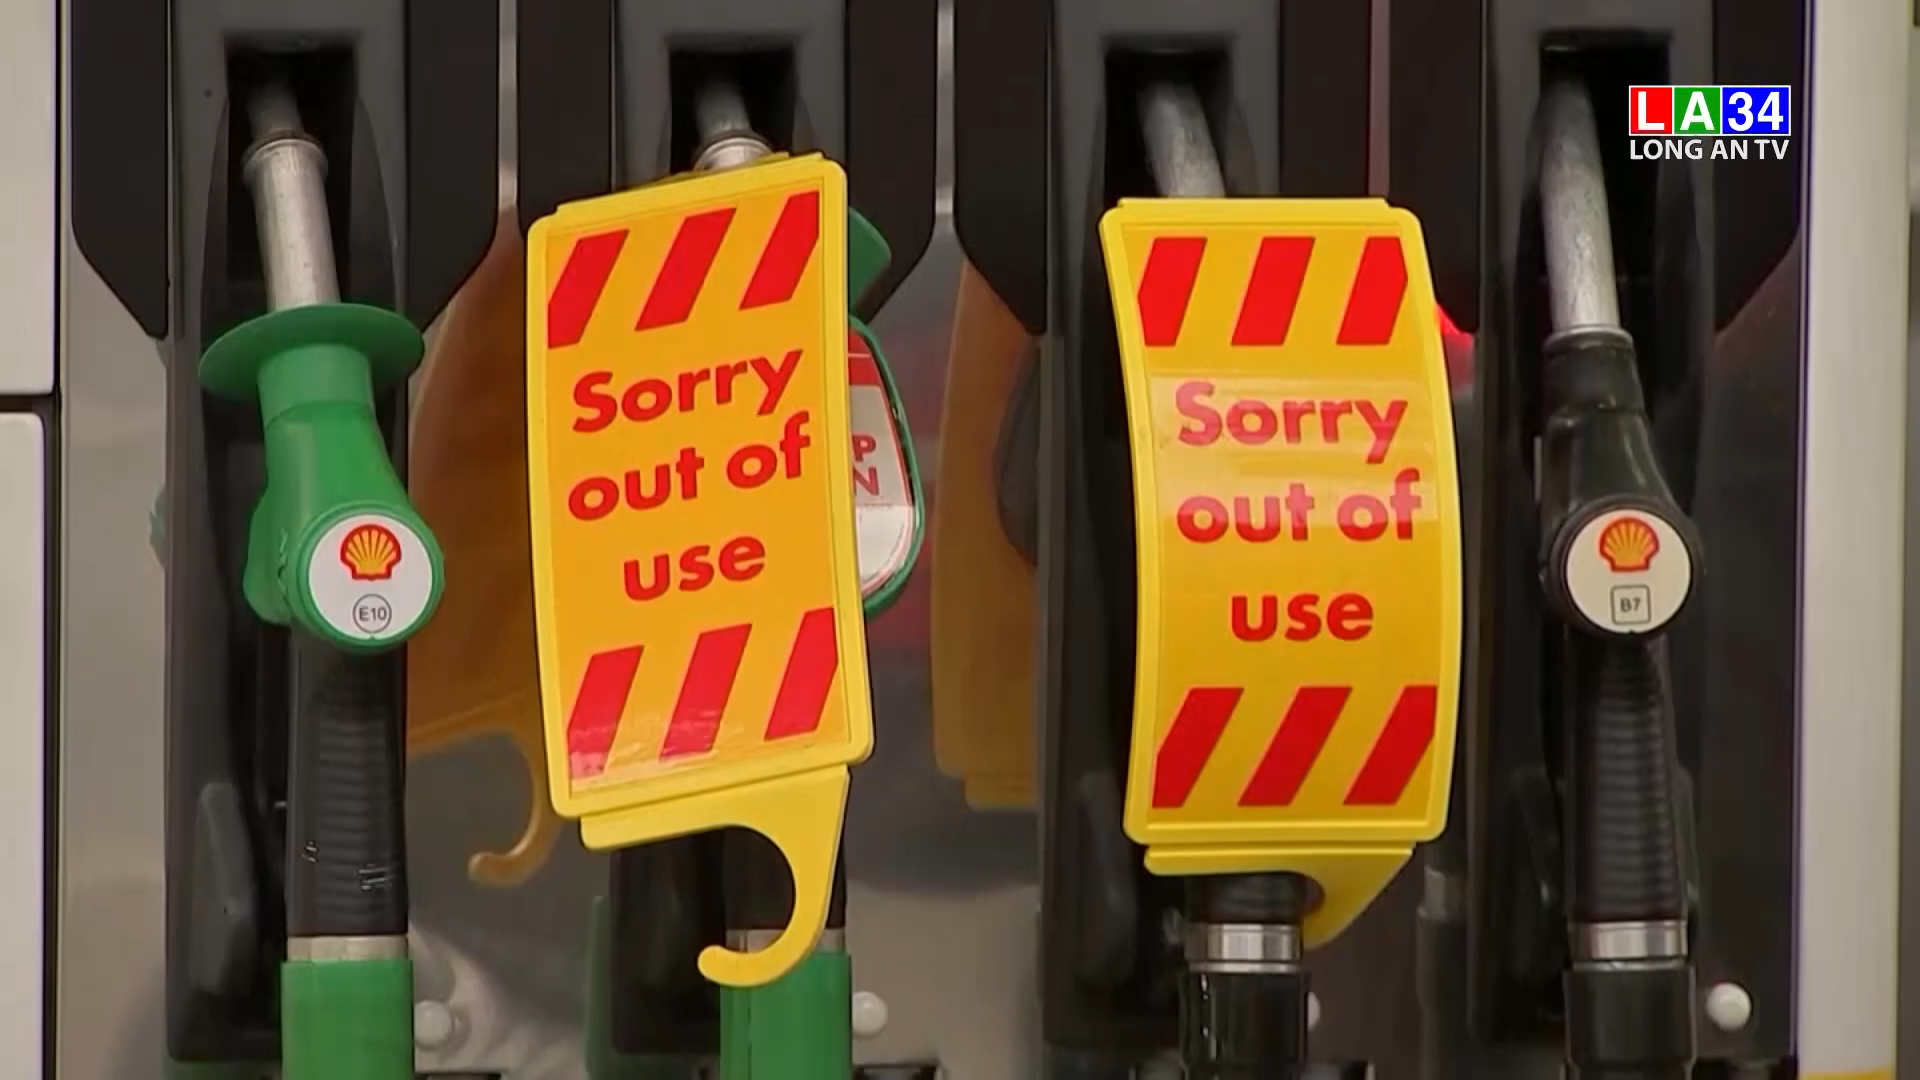 LA34
LONG AN TV
Sorry
out of
use
Sorry
out of
use
P
N
E10
B7